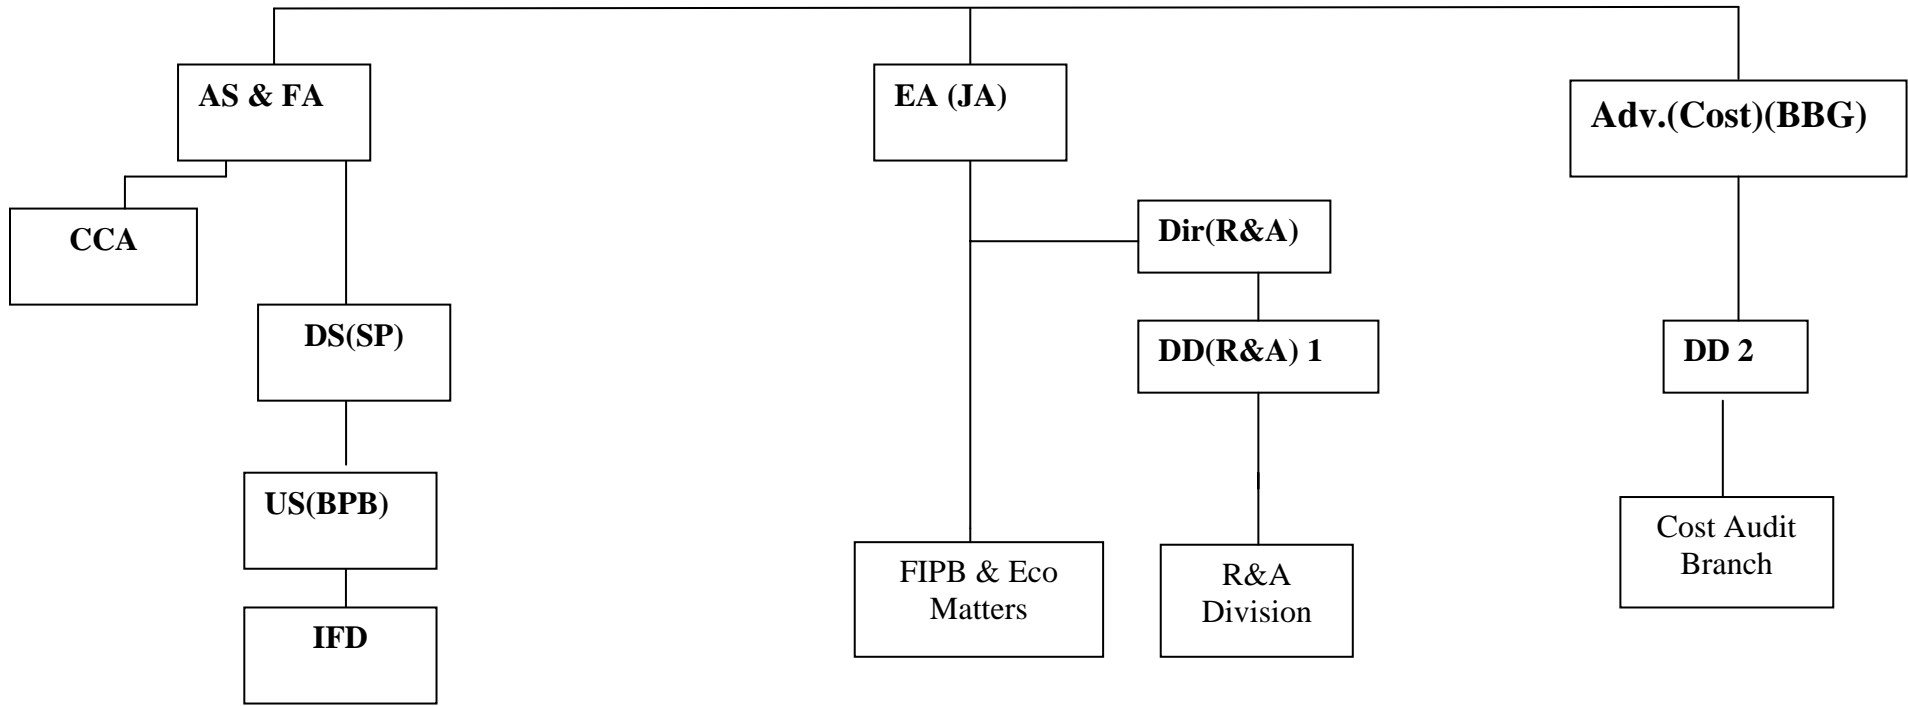 AS & FA
EA (JA)
Adv.(Cost)(BBG)
CCA
Dir(R&A)
DS(SP)
DD(R&A) 1
DD 2
US(BPB)
FIPB & Eco
Matters
R&A
Division
Cost Audit
Branch
IFD